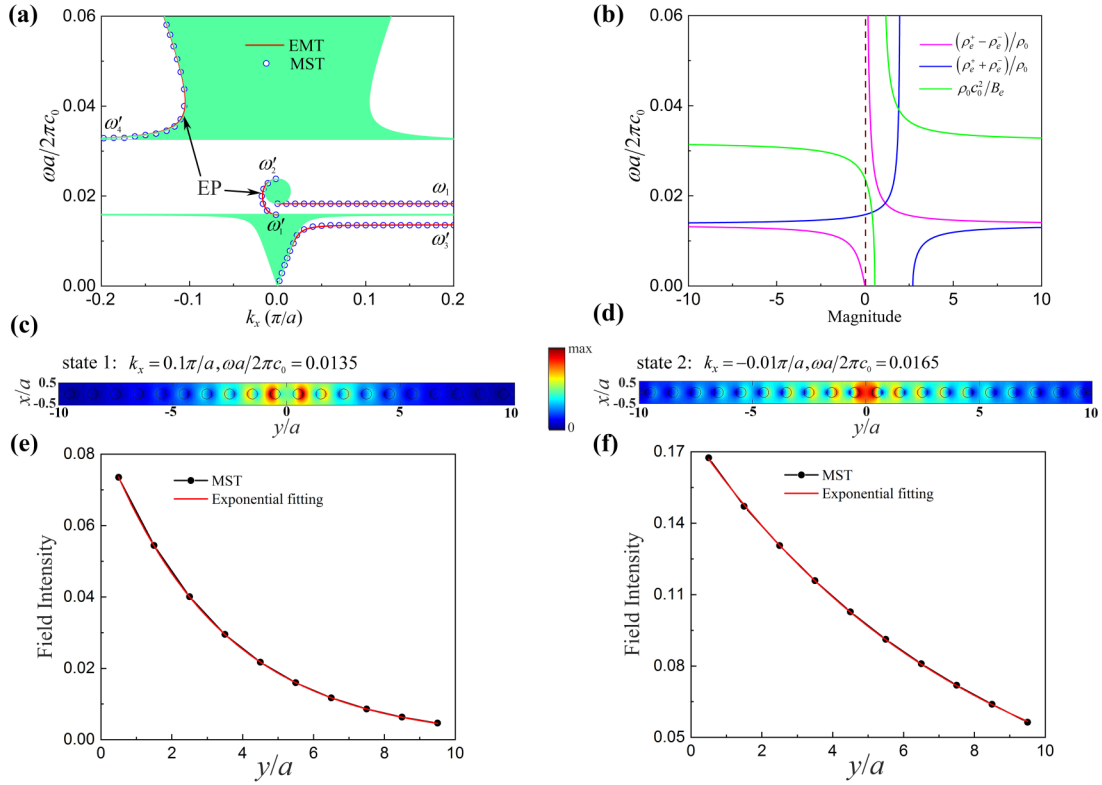 (a)
0.06
0.04
0.02
0.00
ωa/2πc₀
EMT
MST
ω′₄
EP
ω′₂
ω₁
ω′₁
ω′₃
-0.2 -0.1 0.0 0.1 0.2
kₓ (π/a)
(b)
0.06
0.04
0.02
0.00
ωa/2πc₀
(ρₑ⁺ − ρₑ⁻)/ρ₀
(ρₑ⁺ + ρₑ⁻)/ρ₀
ρ₀c₀²/Bₑ
-10 -5 0 5 10
Magnitude
(c)
state 1: kₓ = 0.1π/a, ωa/2πc₀ = 0.0135
x/a
0.5
-0.5
-10 -5 0 5 10
y/a
max
0
(d)
state 2: kₓ = −0.01π/a, ωa/2πc₀ = 0.0165
x/a
0.5
-0.5
-10 -5 0 5 10
y/a
(e)
0.08
0.06
0.04
0.02
0.00
Field Intensity
MST
Exponential fitting
0 2 4 6 8 10
y/a
(f)
0.17
0.14
0.11
0.08
0.05
Field Intensity
MST
Exponential fitting
0 2 4 6 8 10
y/a